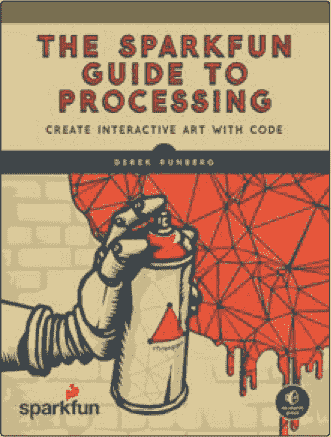 THE SPARKFUN
GUIDE TO
PROCESSING
CREATE INTERACTIVE ART WITH CODE
DEREK RUNBERG
sparkfun